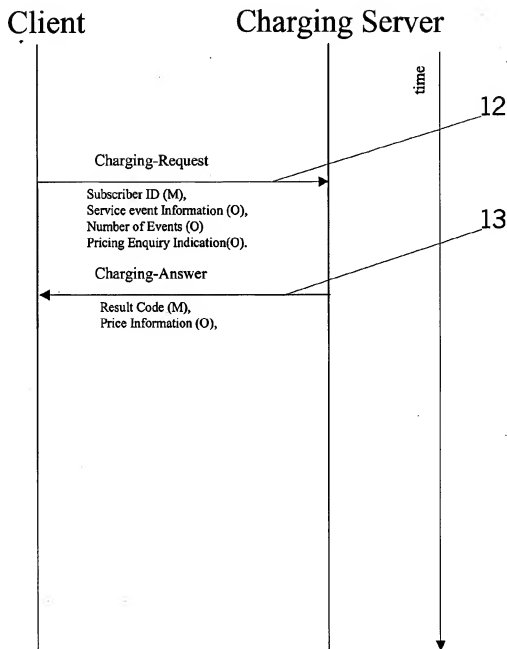 Client
Charging Server
time
12
Charging-Request
Subscriber ID (M),
Service event Information (O),
Number of Events (O)
Pricing Enquiry Indication(O).
13
Charging-Answer
Result Code (M),
Price Information (O),